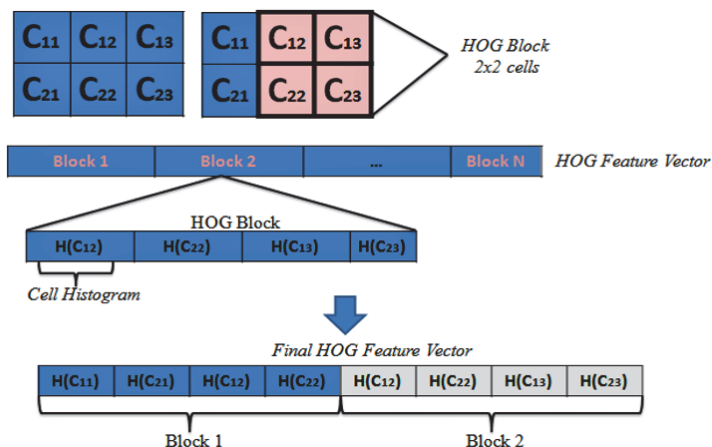 C11 C12 C13 C11 C12 C13
C21 C22 C23 C21 C22 C23
HOG Block
2x2 cells
Block 1 Block 2 ... Block N HOG Feature Vector
HOG Block
H(C12) H(C22) H(C13) H(C23)
Cell Histogram
Final HOG Feature Vector
H(C11) H(C21) H(C12) H(C22) H(C12) H(C22) H(C13) H(C23)
Block 1 Block 2